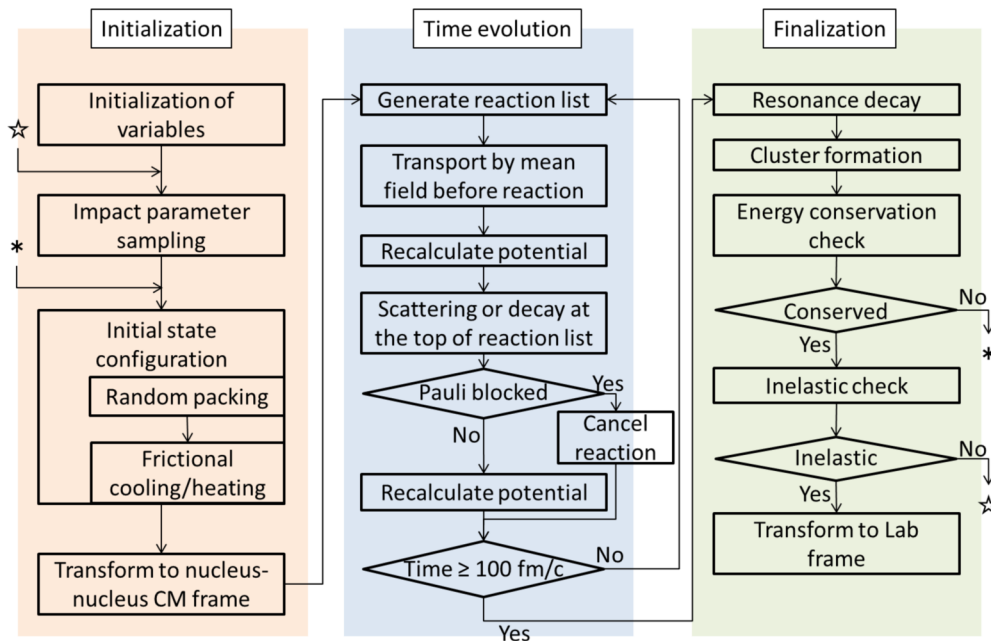 Initialization
Initialization of
variables
☆
Impact parameter
sampling
*
Initial state
configuration
Random packing
Frictional
cooling/heating
Transform to nucleus-
nucleus CM frame
Time evolution
Generate reaction list
Transport by mean
field before reaction
Recalculate potential
Scattering or decay at
the top of reaction list
Pauli blocked
Yes
No
Cancel
reaction
Recalculate potential
Time ≥ 100 fm/c
No
Yes
Finalization
Resonance decay
Cluster formation
Energy conservation
check
Conserved
No
*
Yes
Inelastic check
Inelastic
No
☆
Yes
Transform to Lab
frame